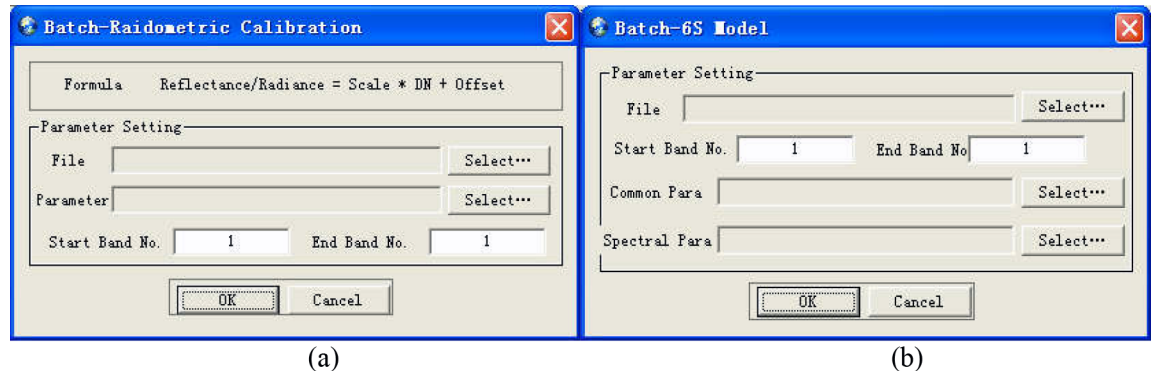 Batch-Raidometric Calibration
Formula Reflectance/Radiance = Scale * DN + Offset
Parameter Setting
File Select...
Parameter Select...
Start Band No. 1 End Band No. 1
OK Cancel
(a)
Batch-6S Model
Parameter Setting
File Select...
Start Band No. 1 End Band No 1
Common Para Select...
Spectral Para Select...
OK Cancel
(b)